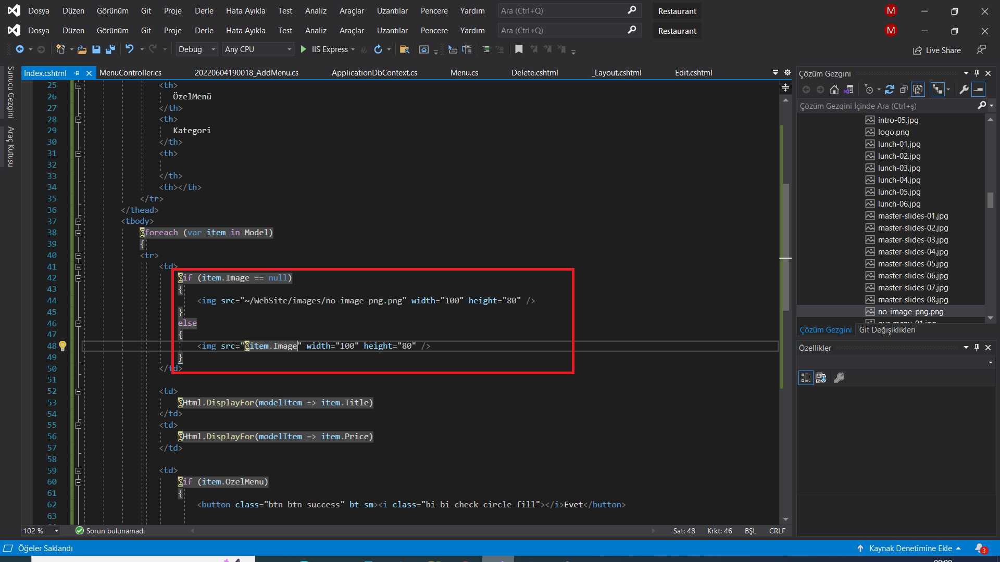 Dosya Düzen Görünüm Git Proje Derle Hata Ayıkla Test Analiz Araçlar Uzantılar Pencere Yardım Ara (Ctrl+Q) Restaurant M
Dosya Düzen Görünüm Git Proje Derle Hata Ayıkla Test Analiz Araçlar Uzantılar Pencere Yardım Ara (Ctrl+Q) Restaurant M
Debug Any CPU IIS Express Live Share
Sunucu Gezgini
Araç Kutusu
Index.cshtml MenuController.cs 20220604190018_AddMenu.cs ApplicationDbContext.cs Menu.cs Delete.cshtml _Layout.cshtml Edit.cshtml
25 <th>
26 ÖzelMenü
27 </th>
28 <th>
29 Kategori
30 </th>
31 <th>
32
33 </th>
34 <th></th>
35 </tr>
36 </thead>
37 <tbody>
38 @foreach (var item in Model)
39 {
40 <tr>
41 <td>
42 @if (item.Image == null)
43 {
44 <img src="~/WebSite/images/no-image-png.png" width="100" height="80" />
45 }
46 else
47 {
48 <img src="@item.Image" width="100" height="80" />
49 }
50 </td>
51
52 <td>
53 @Html.DisplayFor(modelItem => item.Title)
54 </td>
55 <td>
56 @Html.DisplayFor(modelItem => item.Price)
57 </td>
58
59 <td>
60 @if (item.OzelMenu)
61 {
62 <button class="btn btn-success" bt-sm><i class="bi bi-check-circle-fill"></i>Evet</button>
63
102 % Sorun bulunamadı Sat: 48 Krkt: 46 BŞL CRLF
Çözüm Gezgini
Çözüm Gezgini İçinde Ara (Ctrl+ş)
intro-05.jpg
logo.png
lunch-01.jpg
lunch-02.jpg
lunch-03.jpg
lunch-04.jpg
lunch-05.jpg
lunch-06.jpg
master-slides-01.jpg
master-slides-02.jpg
master-slides-03.jpg
master-slides-04.jpg
master-slides-05.jpg
master-slides-06.jpg
master-slides-07.jpg
master-slides-08.jpg
no-image-png.png
Çözüm Gezgini Git Değişiklikleri
Özellikler
Öğeler Saklandı Kaynak Denetimine Ekle 3